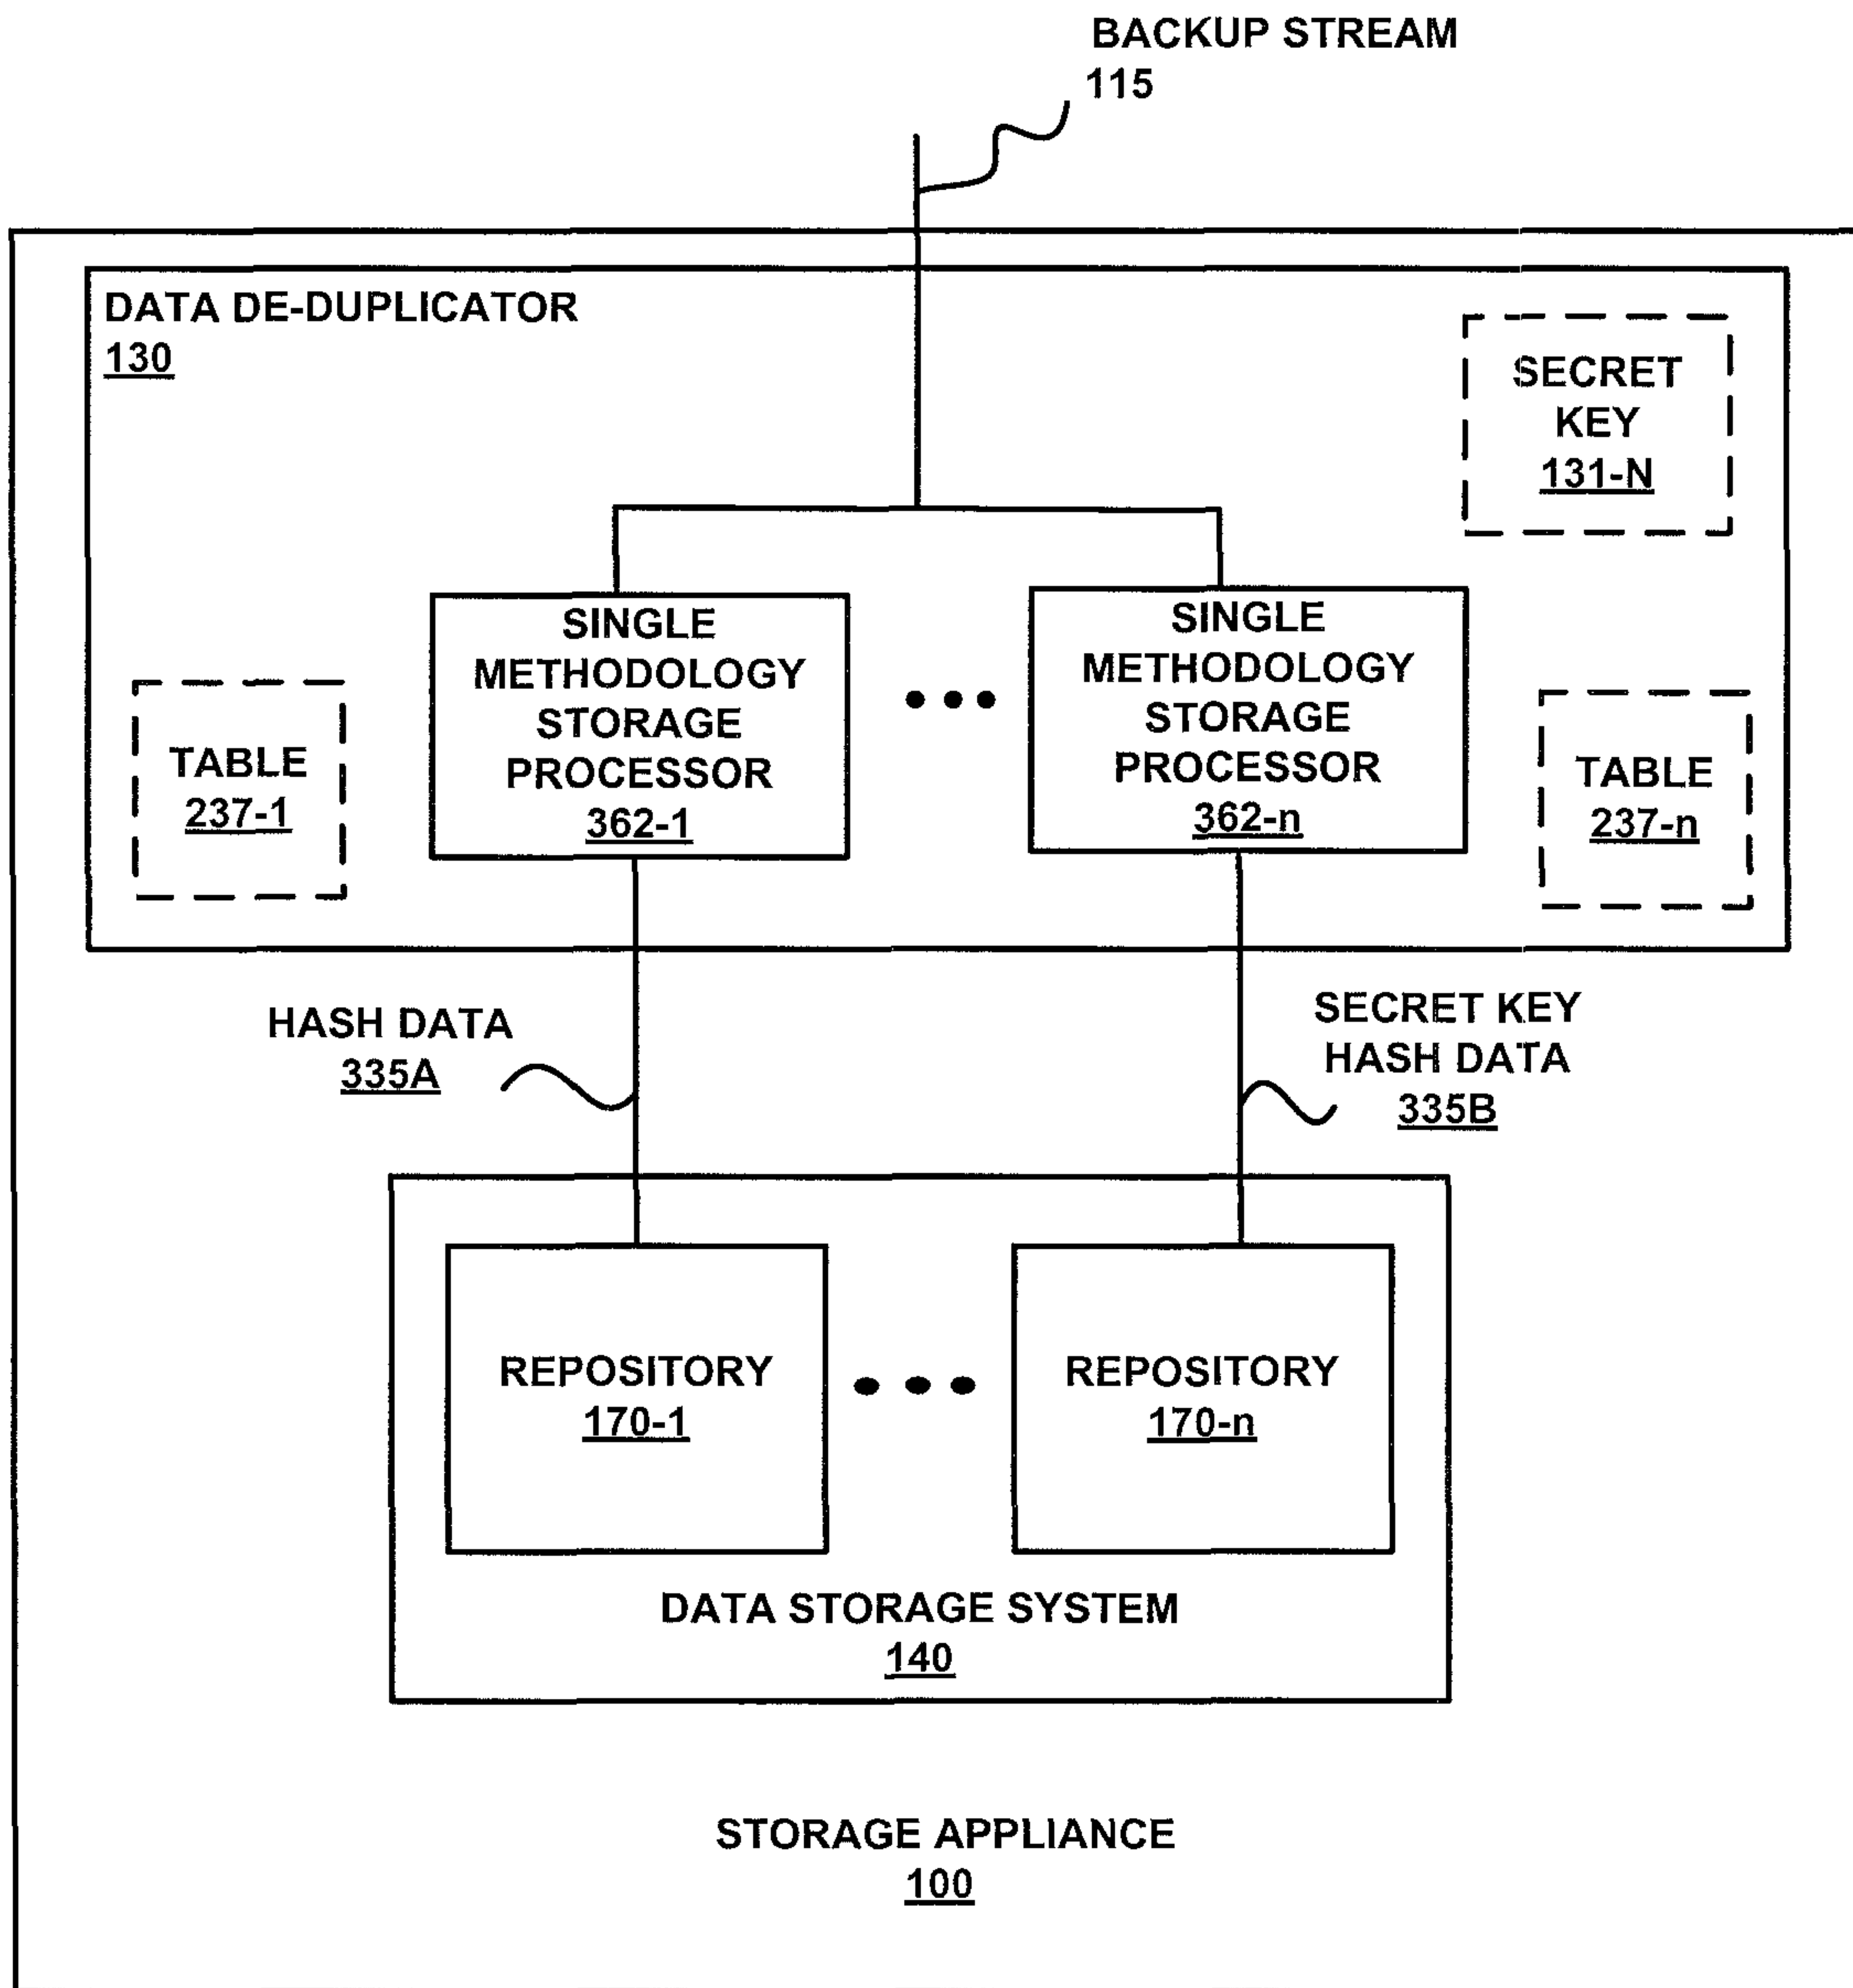 BACKUP STREAM
115
DATA DE-DUPLICATOR
130
SECRET
KEY
131-N
SINGLE
METHODOLOGY
STORAGE
PROCESSOR
362-1
SINGLE
METHODOLOGY
STORAGE
PROCESSOR
362-n
TABLE
237-1
TABLE
237-n
HASH DATA
335A
SECRET KEY
HASH DATA
335B
REPOSITORY
170-1
REPOSITORY
170-n
DATA STORAGE SYSTEM
140
STORAGE APPLIANCE
100